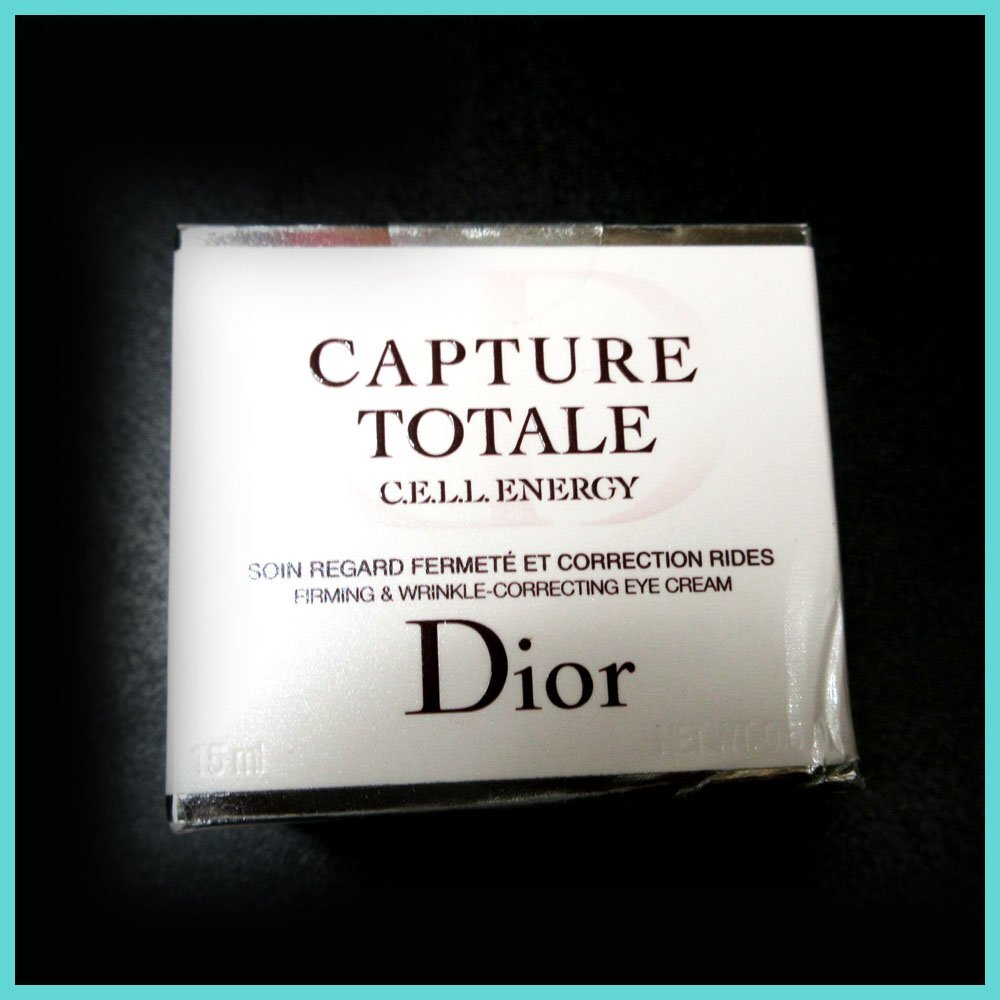 CAPTURE
TOTALE
C.E.L.L. ENERGY
SOIN REGARD FERMETÉ ET CORRECTION RIDES
FIRMING & WRINKLE-CORRECTING EYE CREAM
Dior
15 ml